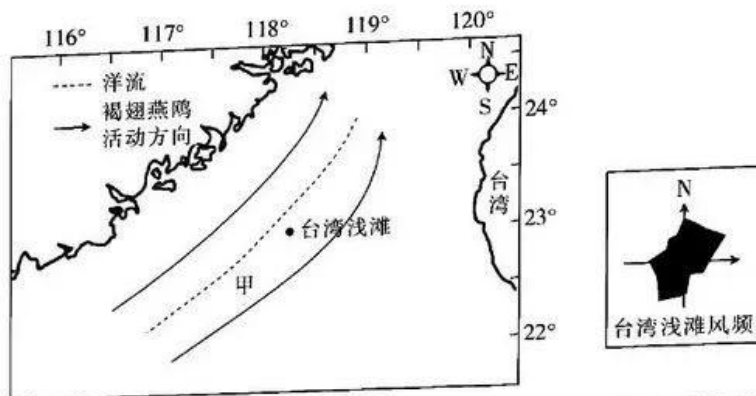 116° 117° 118° 119° 120°
洋流
褐翅燕鸥
活动方向
N
W E
S
24°
台
湾
23°
台湾浅滩
甲
22°
N
台湾浅滩风频